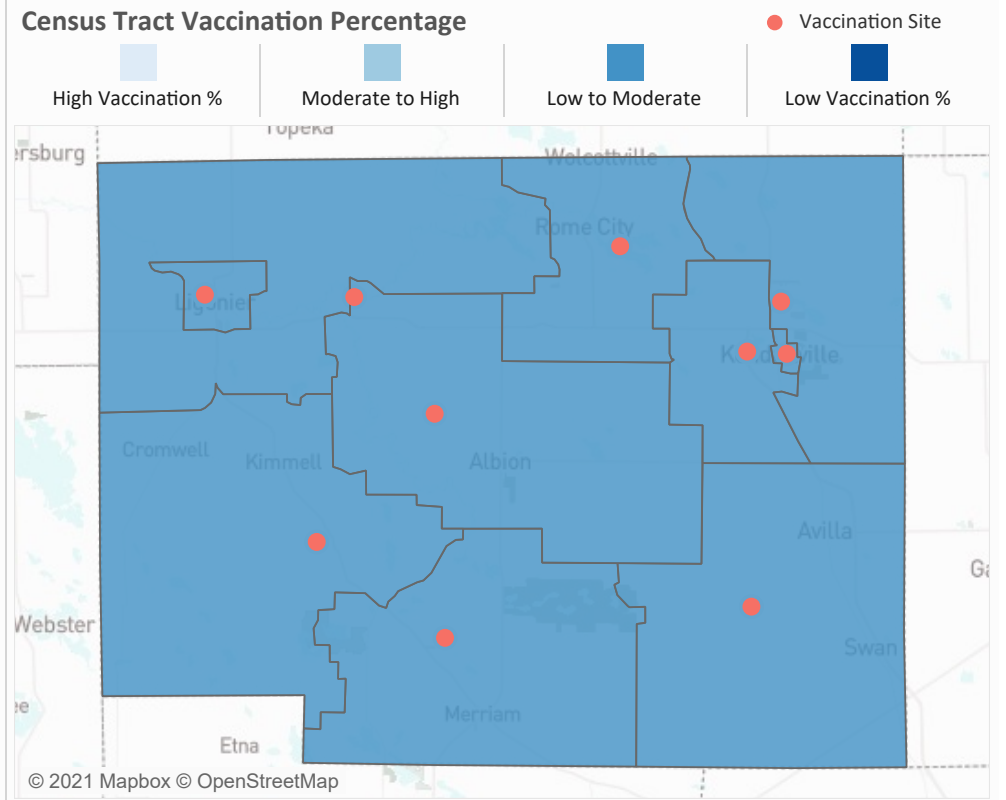 Census Tract Vaccination Percentage
Vaccination Site
High Vaccination %
Moderate to High
Low to Moderate
Low Vaccination %
Topeka
ersburg
Wolcottville
Rome City
Ligonier
Cromwell
Kimmell
Albion
Avilla
Ga
Webster
Swan
ee
Merriam
Etna
© 2021 Mapbox © OpenStreetMap